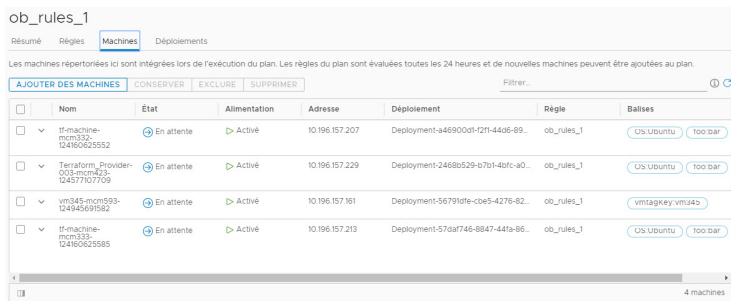 ob_rules_1
Résumé Règles Machines Déploiements
Les machines répertoriées ici sont intégrées lors de l'exécution du plan. Les règles du plan sont évaluées toutes les 24 heures et de nouvelles machines peuvent être ajoutées au plan.
AJOUTER DES MACHINES CONSERVER EXCLURE SUPPRIMER Filtrer...
Nom État Alimentation Adresse Déploiement Règle Balises
tf-machine-mcm332-124160625552 En attente Activé 10.196.157.207 Deployment-a46900d1-f2f1-44d6-89... ob_rules_1 OS:Ubuntu foo:bar
Terraform_Provider-003-mcm423-124577107709 En attente Activé 10.196.157.229 Deployment-2468b529-b7b1-4bfc-a0... ob_rules_1 OS:Ubuntu foo:bar
vm345-mcm593-124945691582 En attente Activé 10.196.157.161 Deployment-56791dfe-cbe5-4276-82... ob_rules_1 vmtagKey:vm345
tf-machine-mcm333-124160625585 En attente Activé 10.196.157.213 Deployment-57daf746-8847-44fa-86... ob_rules_1 OS:Ubuntu foo:bar
4 machines